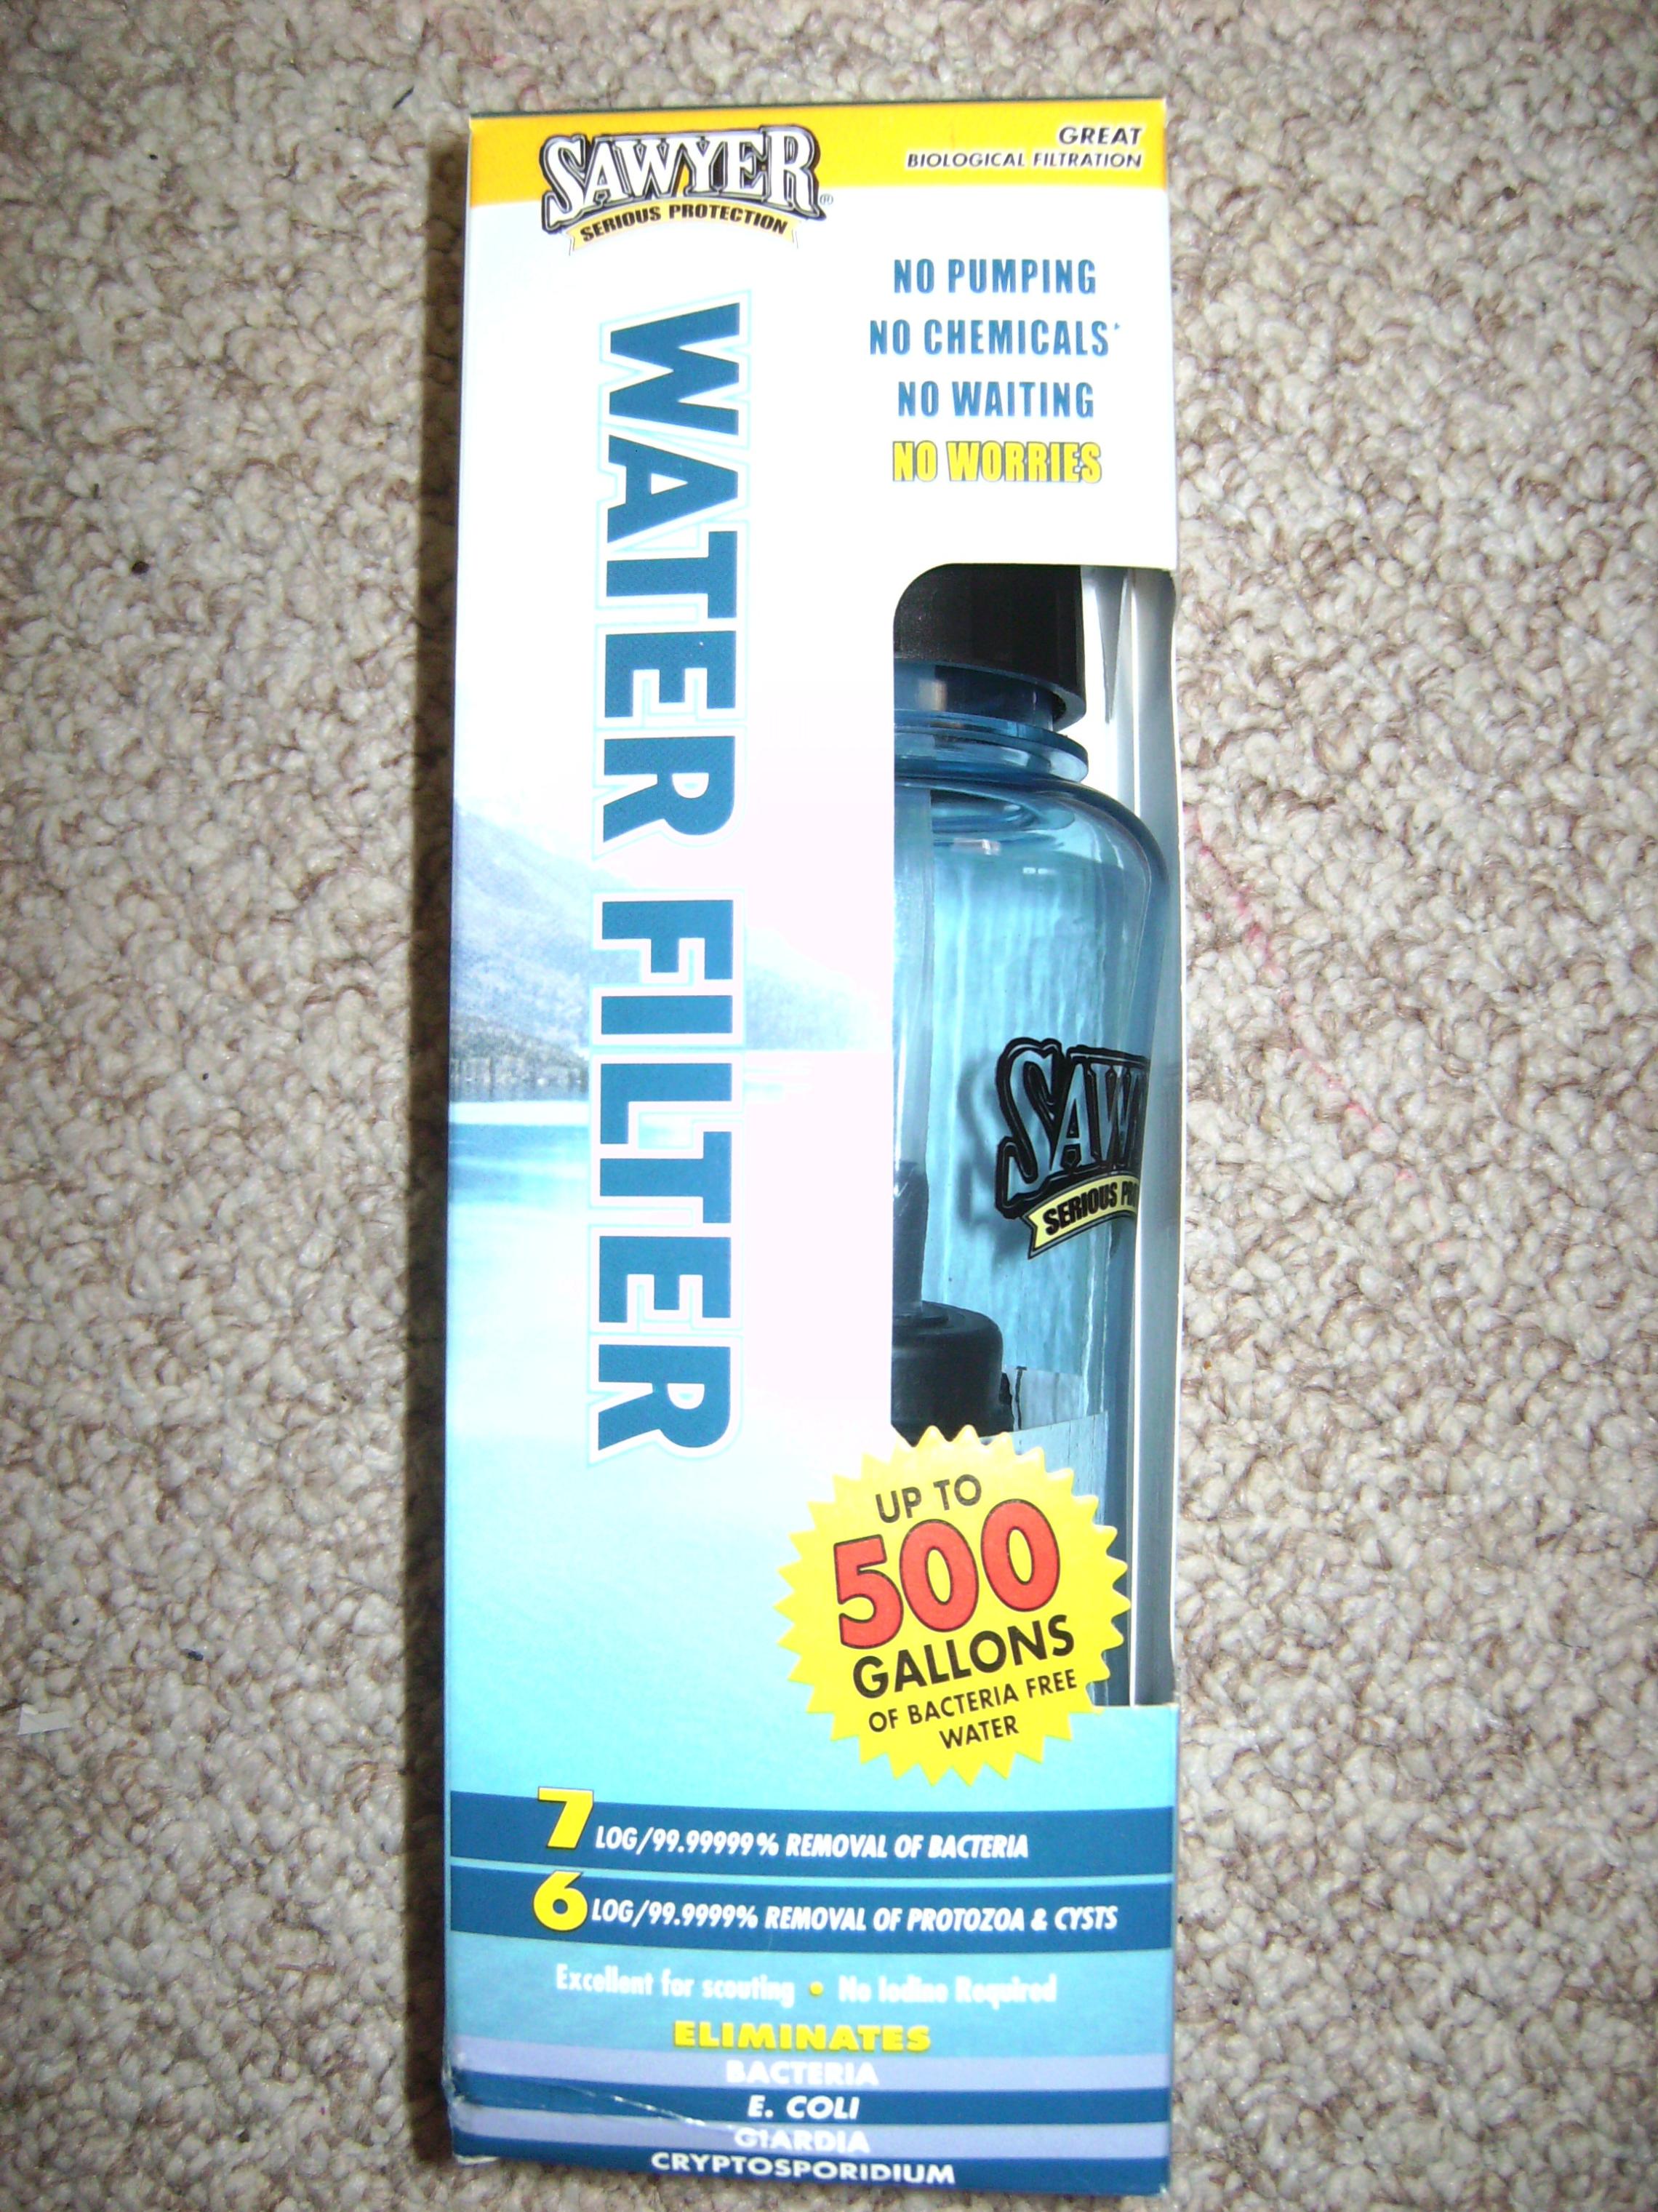 SAWYER®
SERIOUS PROTECTION
GREAT
BIOLOGICAL FILTRATION
NO PUMPING
NO CHEMICALS*
NO WAITING
NO WORRIES
WATER FILTER
SAW
SERIOUS
UP TO
500
GALLONS
OF BACTERIA FREE
WATER
7 LOG/99.99999% REMOVAL OF BACTERIA
6 LOG/99.9999% REMOVAL OF PROTOZOA & CYSTS
Excellent for scouting • No Iodine Required
ELIMINATES
BACTERIA
E. COLI
GIARDIA
CRYPTOSPORIDIUM